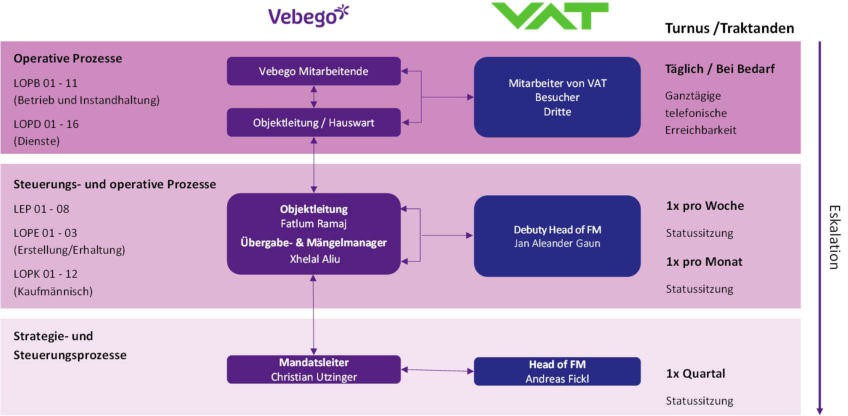 Vebego
VAT
Turnus /Traktanden
Operative Prozesse
LOPB 01 - 11
(Betrieb und Instandhaltung)
LOPD 01 - 16
(Dienste)
Vebego Mitarbeitende
Objektleitung / Hauswart
Mitarbeiter von VAT
Besucher
Dritte
Täglich / Bei Bedarf
Ganztägige
telefonische
Erreichbarkeit
Steuerungs- und operative Prozesse
LEP 01 - 08
LOPE 01 - 03
(Erstellung/Erhaltung)
LOPK 01 - 12
(Kaufmännisch)
Objektleitung
Fatlum Ramaj
Übergabe- & Mängelmanager
Xhelal Aliu
Debuty Head of FM
Jan Aleander Gaun
1x pro Woche
Statussitzung
1x pro Monat
Statussitzung
Strategie- und
Steuerungsprozesse
Mandatsleiter
Christian Utzinger
Head of FM
Andreas Fickl
1x Quartal
Statussitzung
Eskalation